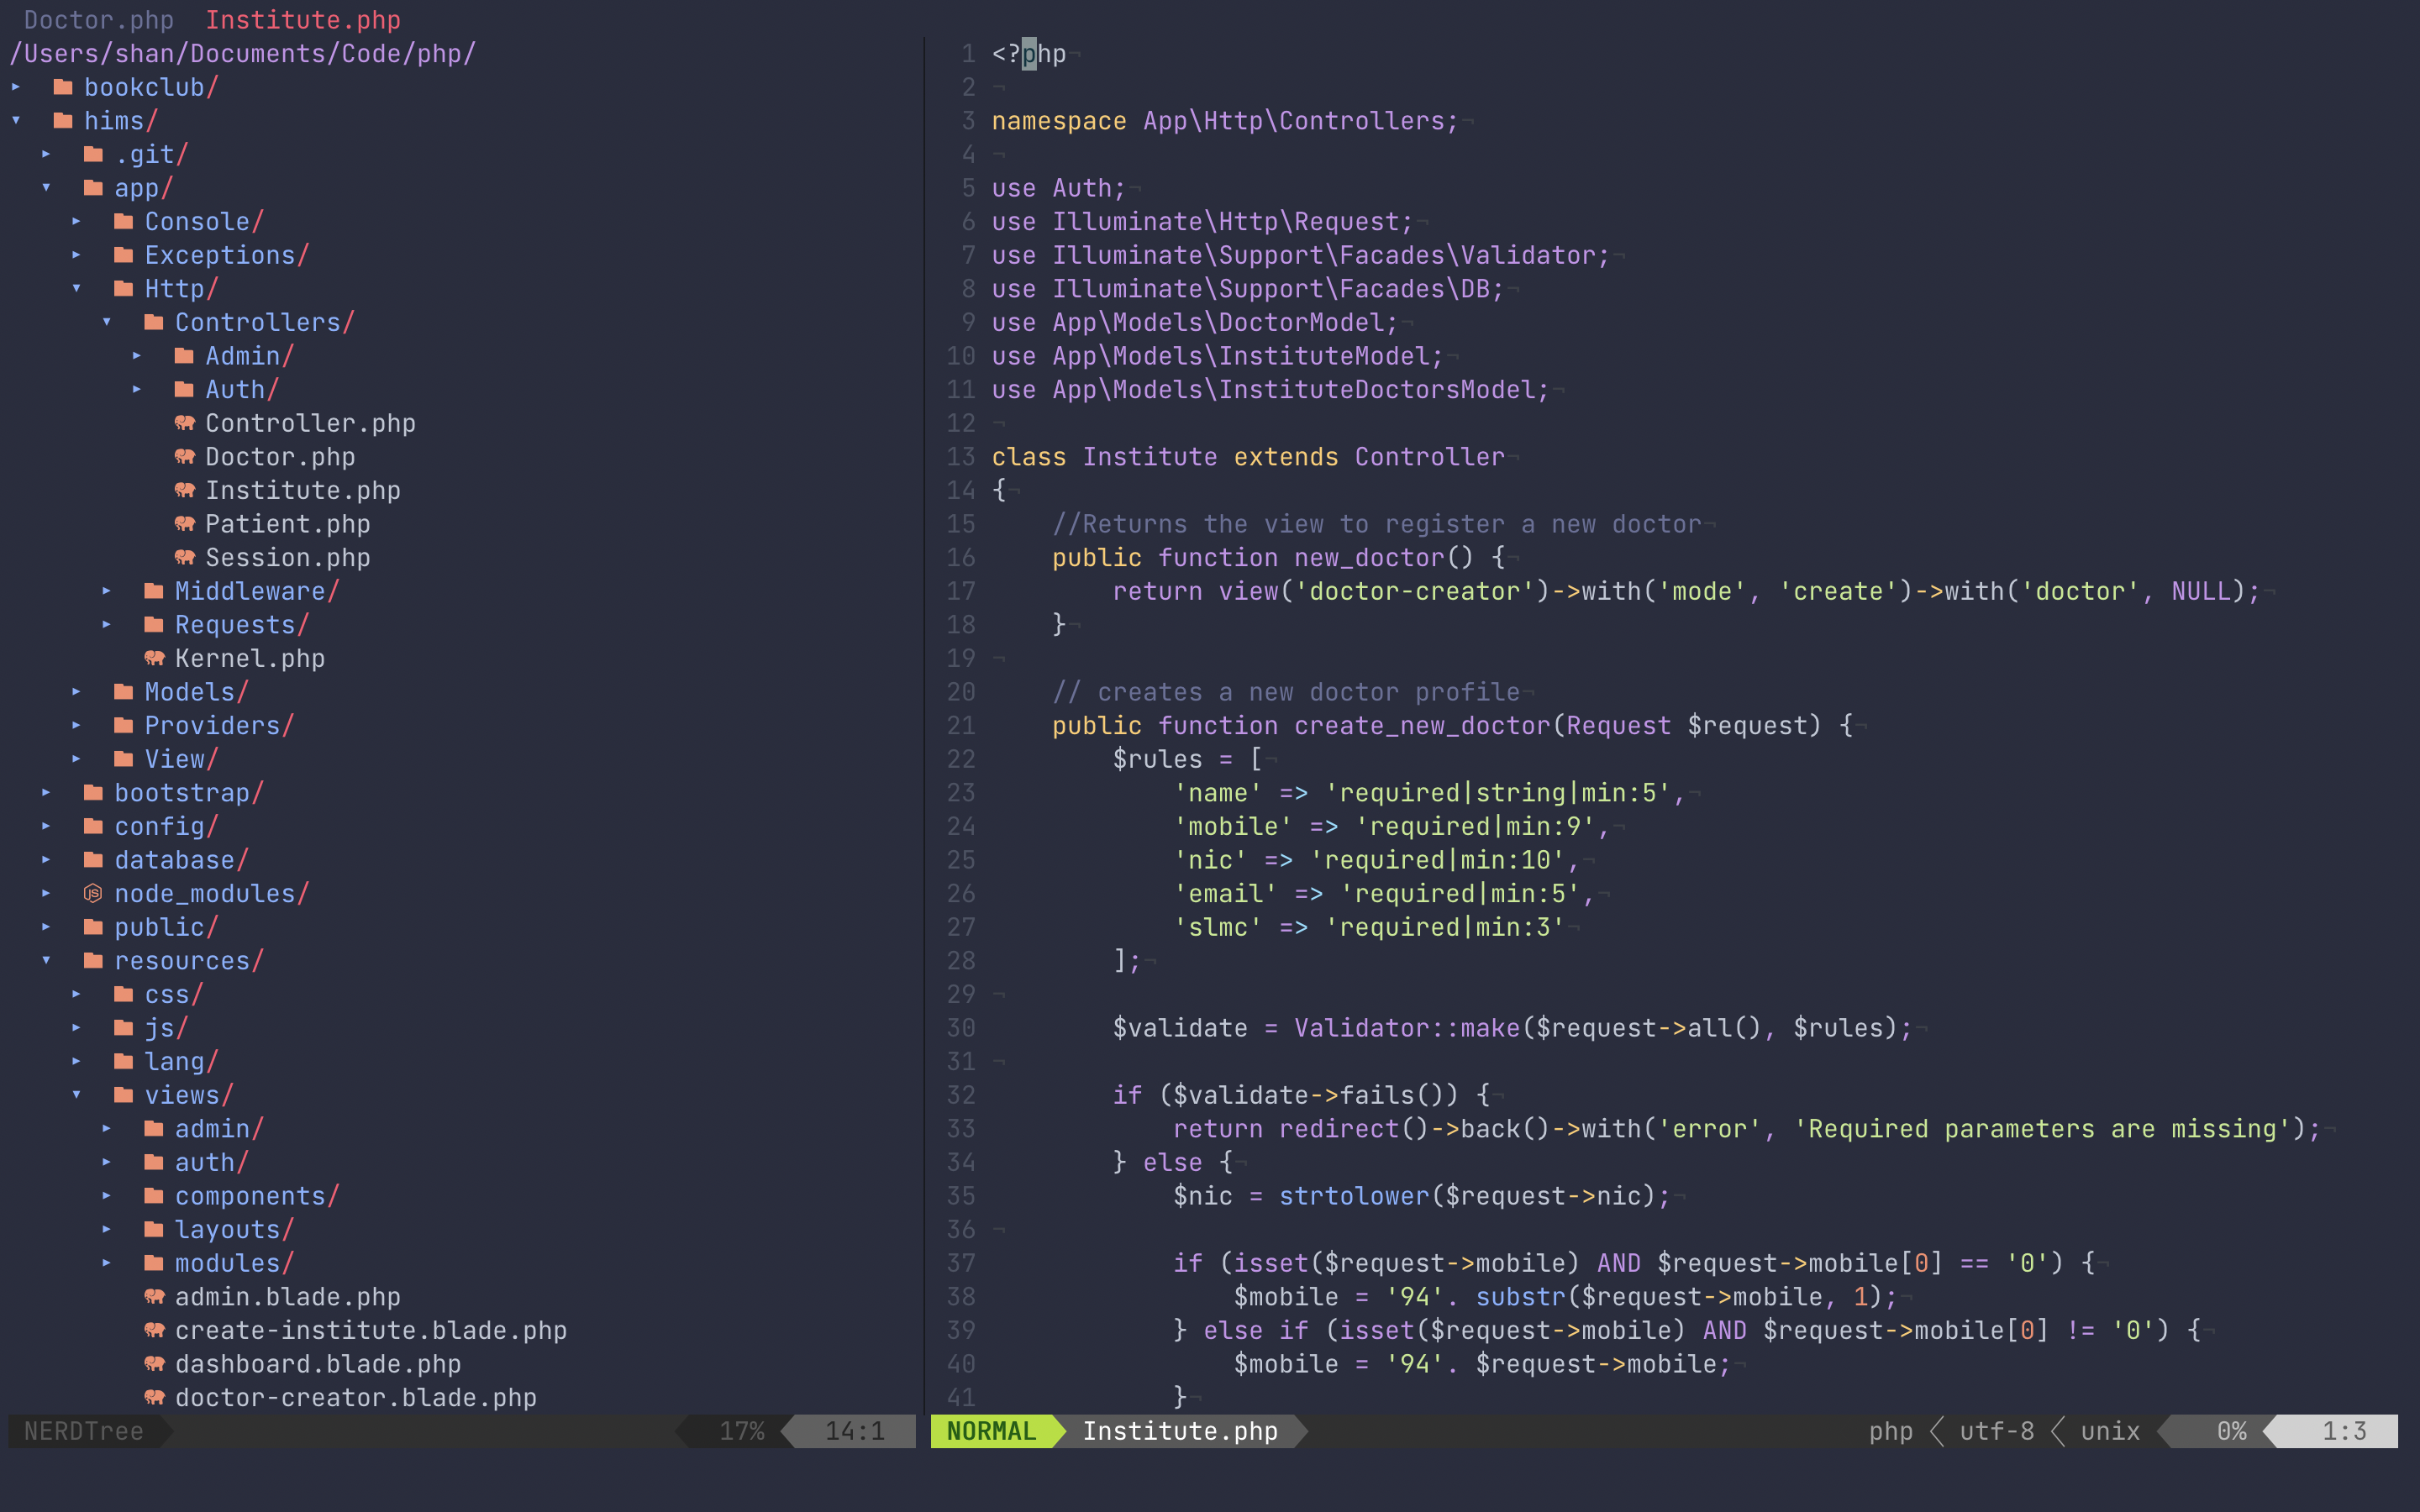 Doctor.php  Institute.php
/Users/shan/Documents/Code/php/
▸ bookclub/
▾ hims/
▸ .git/
▾ app/
▸ Console/
▸ Exceptions/
▾ Http/
▾ Controllers/
▸ Admin/
▸ Auth/
Controller.php
Doctor.php
Institute.php
Patient.php
Session.php
▸ Middleware/
▸ Requests/
Kernel.php
▸ Models/
▸ Providers/
▸ View/
▸ bootstrap/
▸ config/
▸ database/
▸ node_modules/
▸ public/
▾ resources/
▸ css/
▸ js/
▸ lang/
▾ views/
▸ admin/
▸ auth/
▸ components/
▸ layouts/
▸ modules/
admin.blade.php
create-institute.blade.php
dashboard.blade.php
doctor-creator.blade.php
NERDTree 17% 14:1
1 <?php¬
2 ¬
3 namespace App\Http\Controllers;¬
4 ¬
5 use Auth;¬
6 use Illuminate\Http\Request;¬
7 use Illuminate\Support\Facades\Validator;¬
8 use Illuminate\Support\Facades\DB;¬
9 use App\Models\DoctorModel;¬
10 use App\Models\InstituteModel;¬
11 use App\Models\InstituteDoctorsModel;¬
12 ¬
13 class Institute extends Controller¬
14 {¬
15     //Returns the view to register a new doctor¬
16     public function new_doctor() {¬
17         return view('doctor-creator')->with('mode', 'create')->with('doctor', NULL);¬
18     }¬
19 ¬
20     // creates a new doctor profile¬
21     public function create_new_doctor(Request $request) {¬
22         $rules = [¬
23             'name' => 'required|string|min:5',¬
24             'mobile' => 'required|min:9',¬
25             'nic' => 'required|min:10',¬
26             'email' => 'required|min:5',¬
27             'slmc' => 'required|min:3'¬
28         ];¬
29 ¬
30         $validate = Validator::make($request->all(), $rules);¬
31 ¬
32         if ($validate->fails()) {¬
33             return redirect()->back()->with('error', 'Required parameters are missing');¬
34         } else {¬
35             $nic = strtolower($request->nic);¬
36 ¬
37             if (isset($request->mobile) AND $request->mobile[0] == '0') {¬
38                 $mobile = '94'. substr($request->mobile, 1);¬
39             } else if (isset($request->mobile) AND $request->mobile[0] != '0') {¬
40                 $mobile = '94'. $request->mobile;¬
41             }¬
NORMAL Institute.php php utf-8 unix 0% 1:3